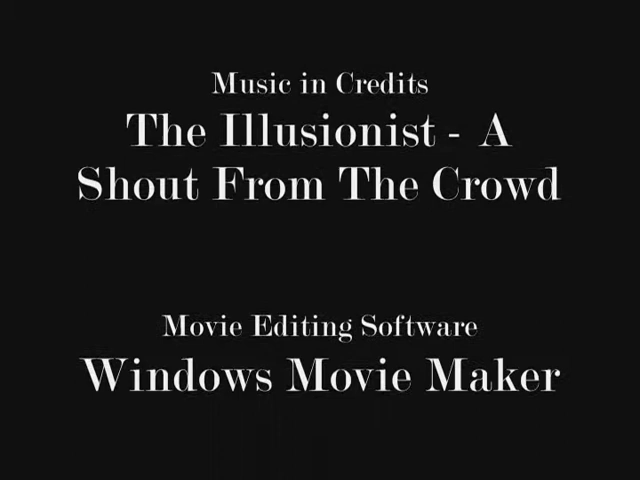 Music in Credits
The Illusionist - A
Shout From The Crowd
Movie Editing Software
Windows Movie Maker